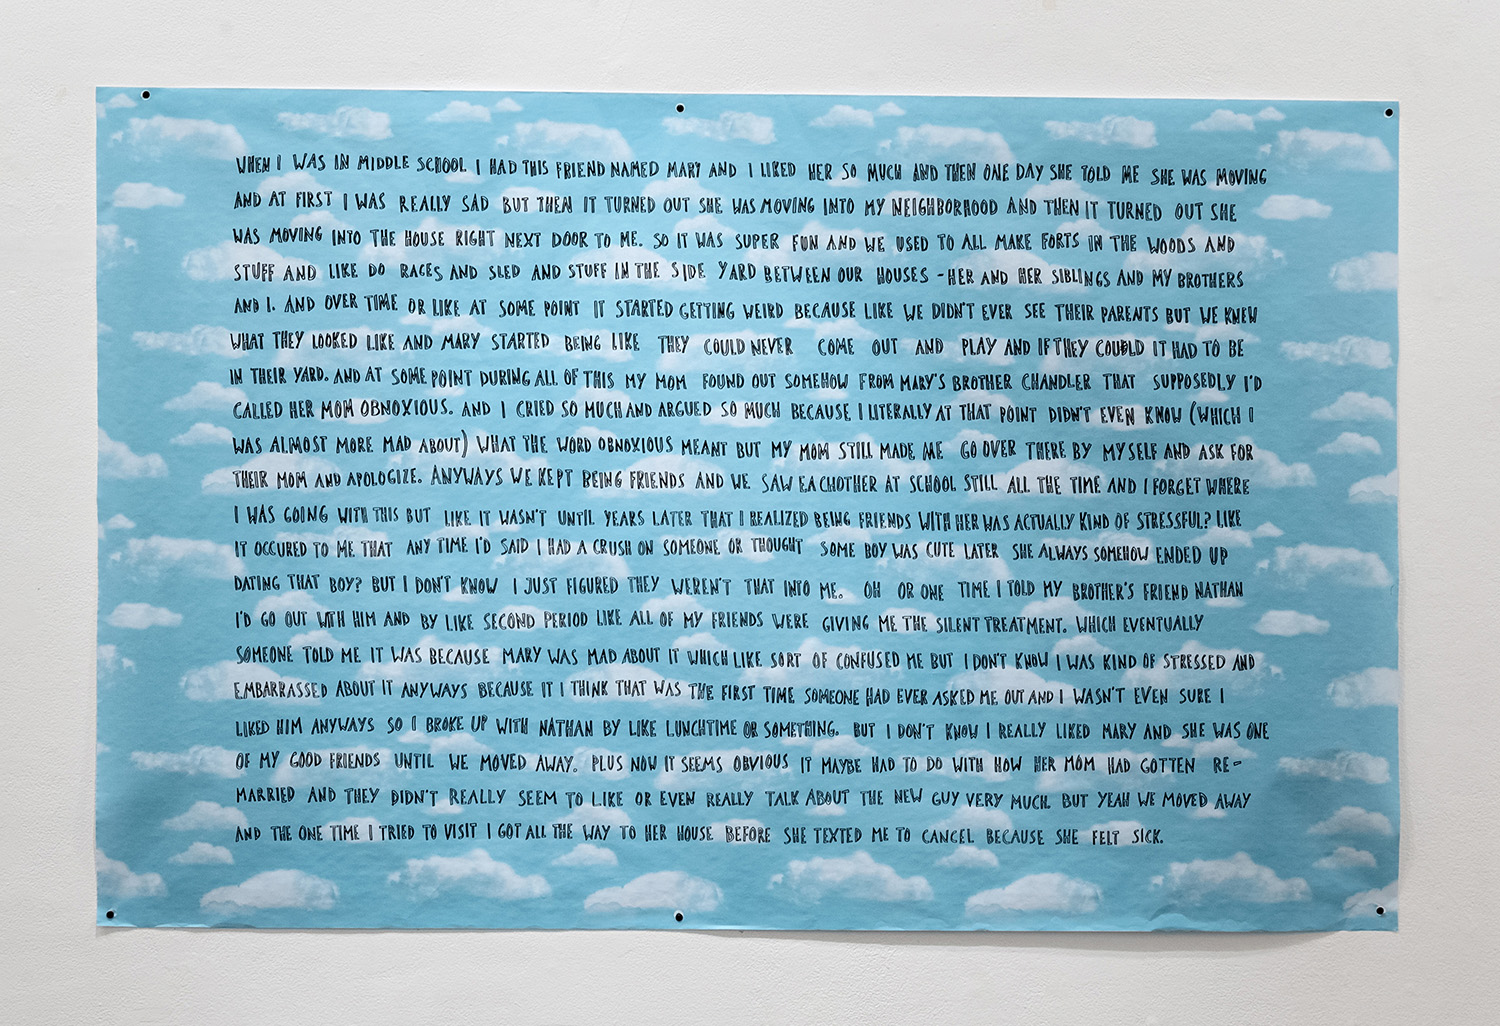 WHEN I WAS IN MIDDLE SCHOOL I HAD THIS FRIEND NAMED MARY AND I LIKED HER SO MUCH AND THEN ONE DAY SHE TOLD ME SHE WAS MOVING
AND AT FIRST I WAS REALLY SAD BUT THEN IT TURNED OUT SHE WAS MOVING INTO MY NEIGHBORHOOD AND THEN IT TURNED OUT SHE
WAS MOVING INTO THE HOUSE RIGHT NEXT DOOR TO ME. SO IT WAS SUPER FUN AND WE USED TO ALL MAKE FORTS IN THE WOODS AND
STUFF AND LIKE DO RACES AND SLED AND STUFF IN THE SIDE YARD BETWEEN OUR HOUSES - HER AND HER SIBLINGS AND MY BROTHERS
AND I. AND OVER TIME OR LIKE AT SOME POINT IT STARTED GETTING WEIRD BECAUSE LIKE WE DIDN'T EVER SEE THEIR PARENTS BUT WE KNEW
WHAT THEY LOOKED LIKE AND MARY STARTED BEING LIKE THEY COULD NEVER COME OUT AND PLAY AND IF THEY COULD IT HAD TO BE
IN THEIR YARD. AND AT SOME POINT DURING ALL OF THIS MY MOM FOUND OUT SOMEHOW FROM MARY'S BROTHER CHANDLER THAT SUPPOSEDLY I'D
CALLED HER MOM OBNOXIOUS. AND I CRIED SO MUCH AND ARGUED SO MUCH BECAUSE I LITERALLY AT THAT POINT DIDN'T EVEN KNOW (WHICH I
WAS ALMOST MORE MAD ABOUT) WHAT THE WORD OBNOXIOUS MEANT BUT MY MOM STILL MADE ME GO OVER THERE BY MYSELF AND ASK FOR
THEIR MOM AND APOLOGIZE. ANYWAYS WE KEPT BEING FRIENDS AND WE SAW EACHOTHER AT SCHOOL STILL ALL THE TIME AND I FORGET WHERE
I WAS GOING WITH THIS BUT LIKE IT WASN'T UNTIL YEARS LATER THAT I REALIZED BEING FRIENDS WITH HER WAS ACTUALLY KIND OF STRESSFUL? LIKE
IT OCCURED TO ME THAT ANY TIME I'D SAID I HAD A CRUSH ON SOMEONE OR THOUGHT SOME BOY WAS CUTE LATER SHE ALWAYS SOMEHOW ENDED UP
DATING THAT BOY? BUT I DON'T KNOW I JUST FIGURED THEY WEREN'T THAT INTO ME. OH OR ONE TIME I TOLD MY BROTHER'S FRIEND NATHAN
I'D GO OUT WITH HIM AND BY LIKE SECOND PERIOD LIKE ALL OF MY FRIENDS WERE GIVING ME THE SILENT TREATMENT. WHICH EVENTUALLY
SOMEONE TOLD ME IT WAS BECAUSE MARY WAS MAD ABOUT IT WHICH LIKE SORT OF CONFUSED ME BUT I DON'T KNOW I WAS KIND OF STRESSED AND
EMBARRASSED ABOUT IT ANYWAYS BECAUSE IT I THINK THAT WAS THE FIRST TIME SOMEONE HAD EVER ASKED ME OUT AND I WASN'T EVEN SURE I
LIKED HIM ANYWAYS SO I BROKE UP WITH NATHAN BY LIKE LUNCHTIME OR SOMETHING. BUT I DON'T KNOW I REALLY LIKED MARY AND SHE WAS ONE
OF MY GOOD FRIENDS UNTIL WE MOVED AWAY. PLUS NOW IT SEEMS OBVIOUS IT MAYBE HAD TO DO WITH HOW HER MOM HAD GOTTEN RE-
MARRIED AND THEY DIDN'T REALLY SEEM TO LIKE OR EVEN REALLY TALK ABOUT THE NEW GUY VERY MUCH. BUT YEAH WE MOVED AWAY
AND THE ONE TIME I TRIED TO VISIT I GOT ALL THE WAY TO HER HOUSE BEFORE SHE TEXTED ME TO CANCEL BECAUSE SHE FELT SICK.